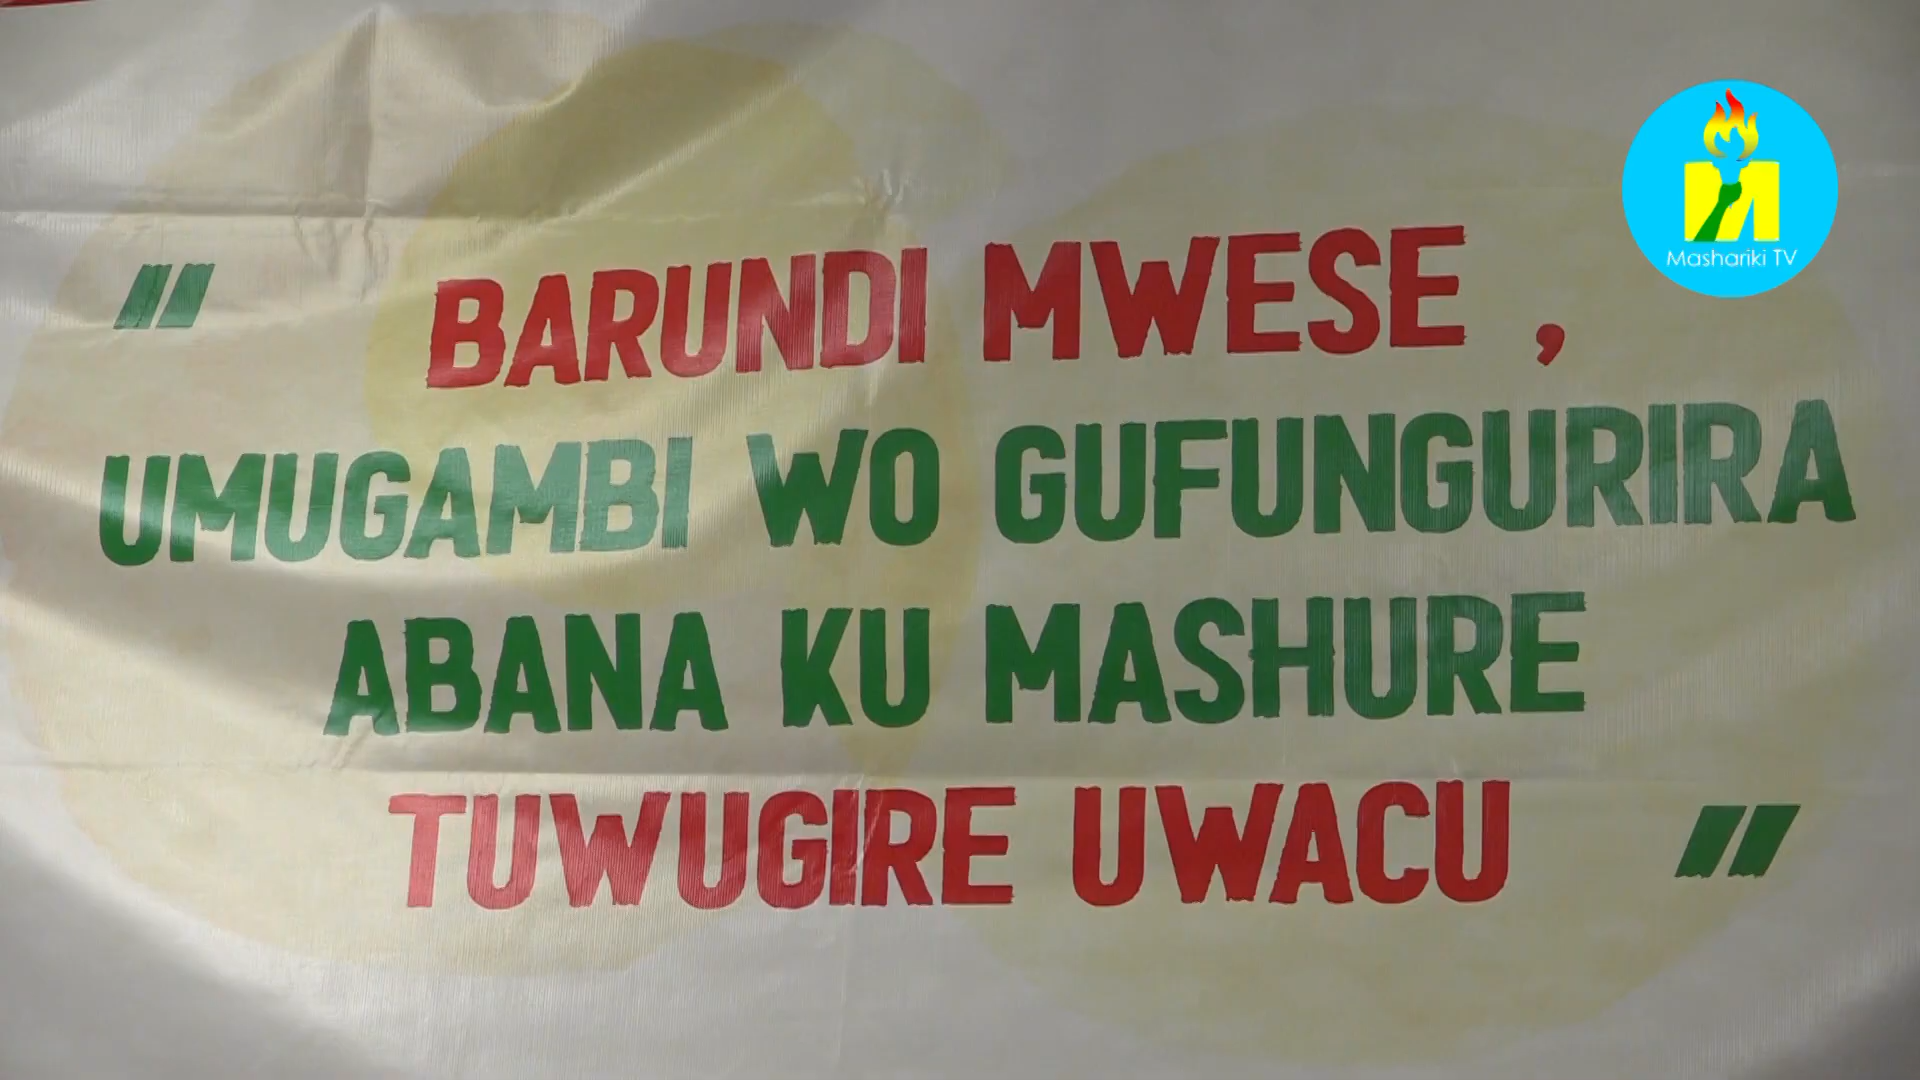 " BARUNDI MWESE ,
UMUGAMBI WO GUFUNGURIRA
ABANA KU MASHURE
TUWUGIRE UWACU "
Mashariki TV